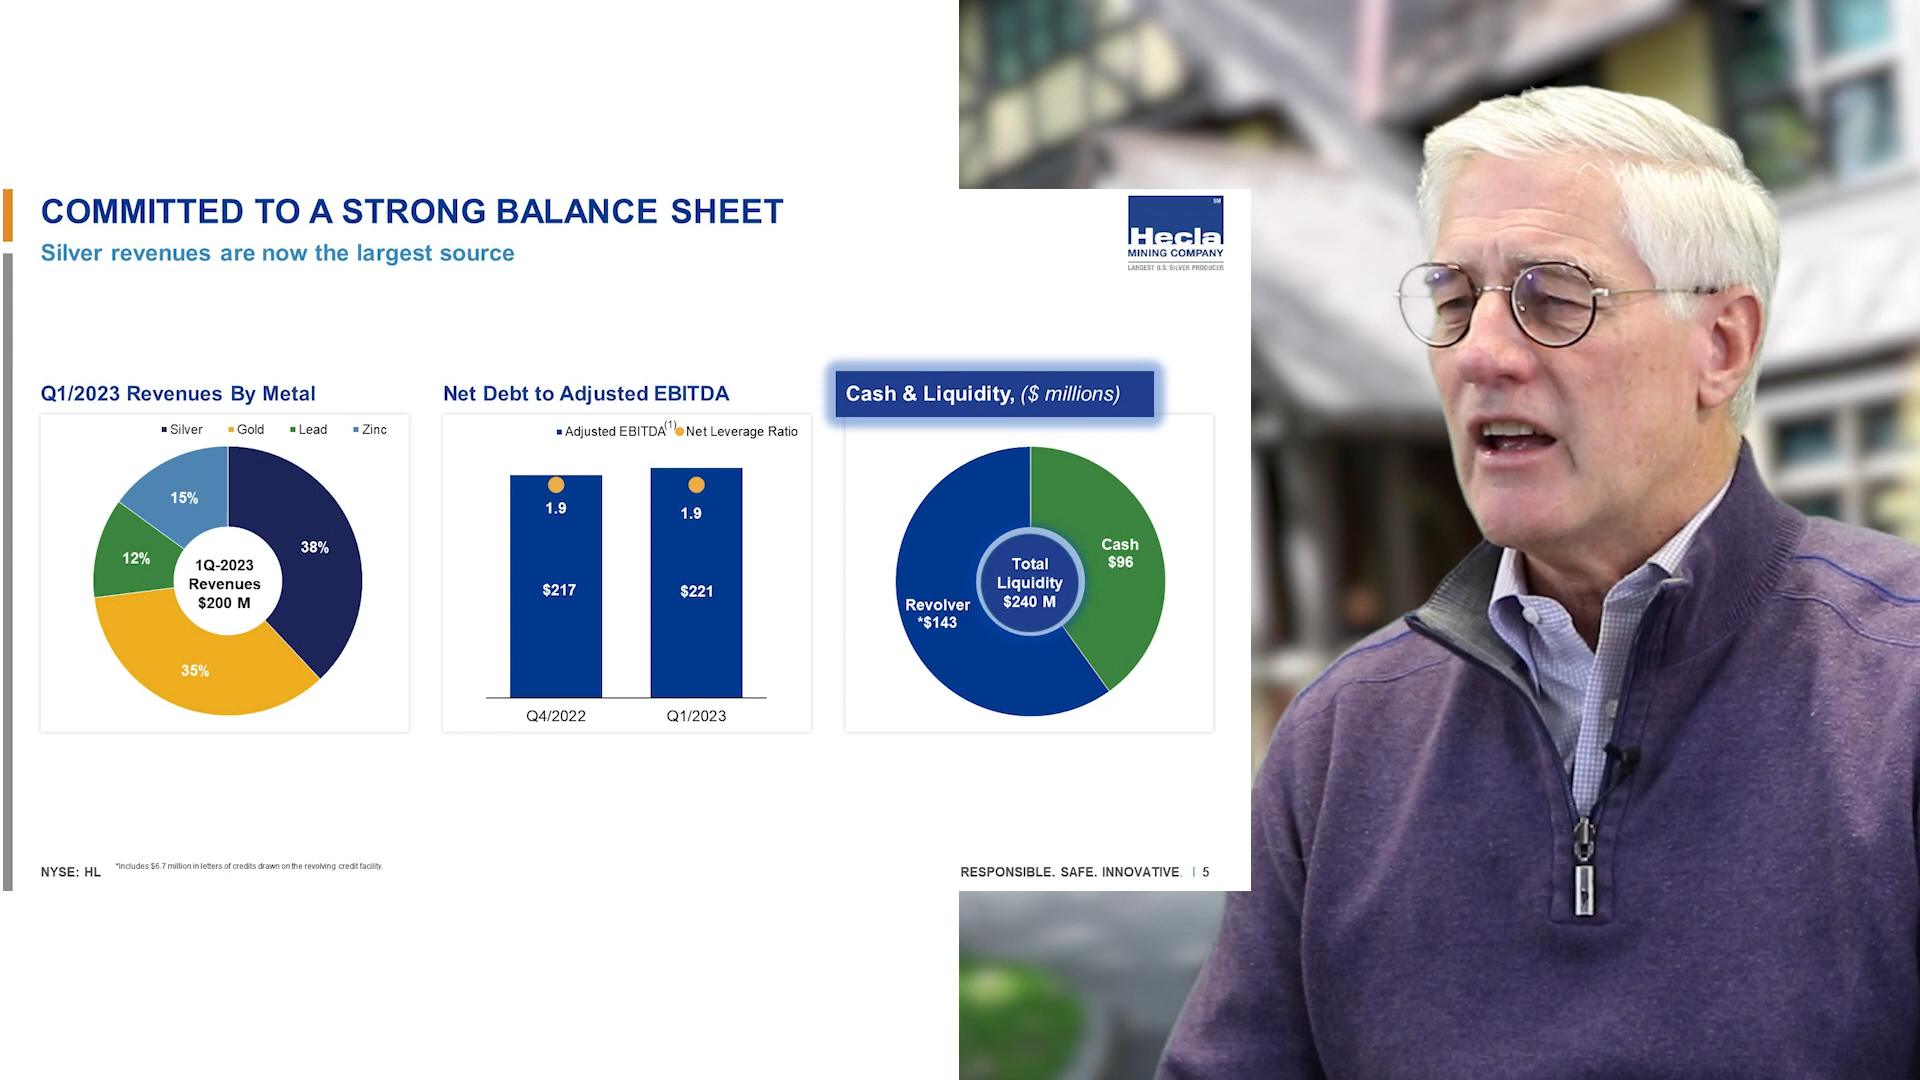 COMMITTED TO A STRONG BALANCE SHEET
Silver revenues are now the largest source
SM
Hecla
MINING COMPANY
LARGEST U.S. SILVER PRODUCER
Q1/2023 Revenues By Metal
Silver Gold Lead Zinc
15%
38%
12%
35%
1Q-2023
Revenues
$200 M
Net Debt to Adjusted EBITDA
Adjusted EBITDA(1) Net Leverage Ratio
1.9 1.9
$217 $221
Q4/2022 Q1/2023
Cash & Liquidity, ($ millions)
Cash
$96
Total
Liquidity
$240 M
Revolver
*$143
NYSE: HL
*Includes $6.7 million in letters of credits drawn on the revolving credit facility.
RESPONSIBLE. SAFE. INNOVATIVE. | 5